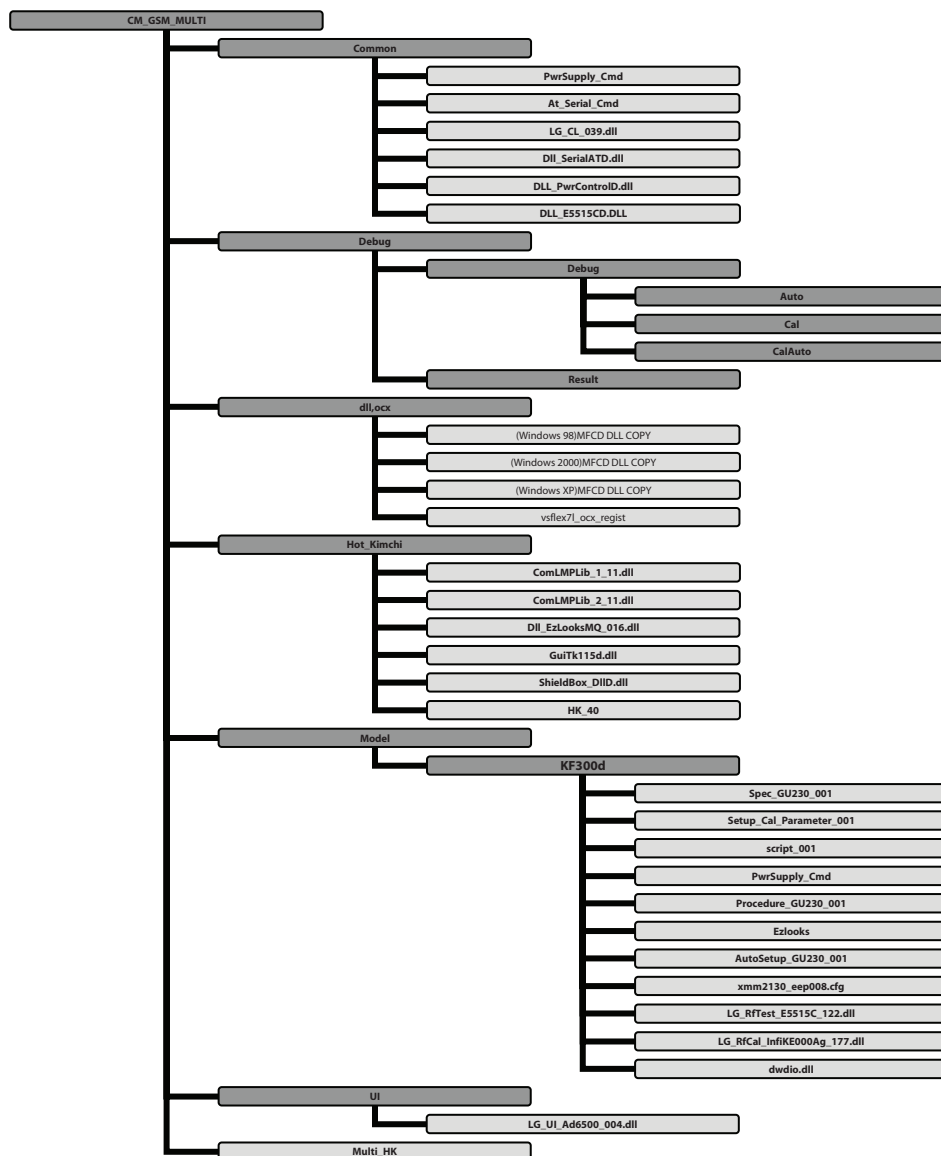 CM_GSM_MULTI
Common
PwrSupply_Cmd
At_Serial_Cmd
LG_CL_039.dll
Dll_SerialATD.dll
DLL_PwrControlD.dll
DLL_E5515CD.DLL
Debug
Debug
Auto
Cal
CalAuto
Result
dll,ocx
(Windows 98)MFCD DLL COPY
(Windows 2000)MFCD DLL COPY
(Windows XP)MFCD DLL COPY
vsflex7l_ocx_regist
Hot_Kimchi
ComLMPLib_1_11.dll
ComLMPLib_2_11.dll
Dll_EzLooksMQ_016.dll
GuiTk115d.dll
ShieldBox_DllD.dll
HK_40
Model
KF300d
Spec_GU230_001
Setup_Cal_Parameter_001
script_001
PwrSupply_Cmd
Procedure_GU230_001
Ezlooks
AutoSetup_GU230_001
xmm2130_eep008.cfg
LG_RfTest_E5515C_122.dll
LG_RfCal_InfiKE000Ag_177.dll
dwdio.dll
UI
LG_UI_Ad6500_004.dll
Multi_HK